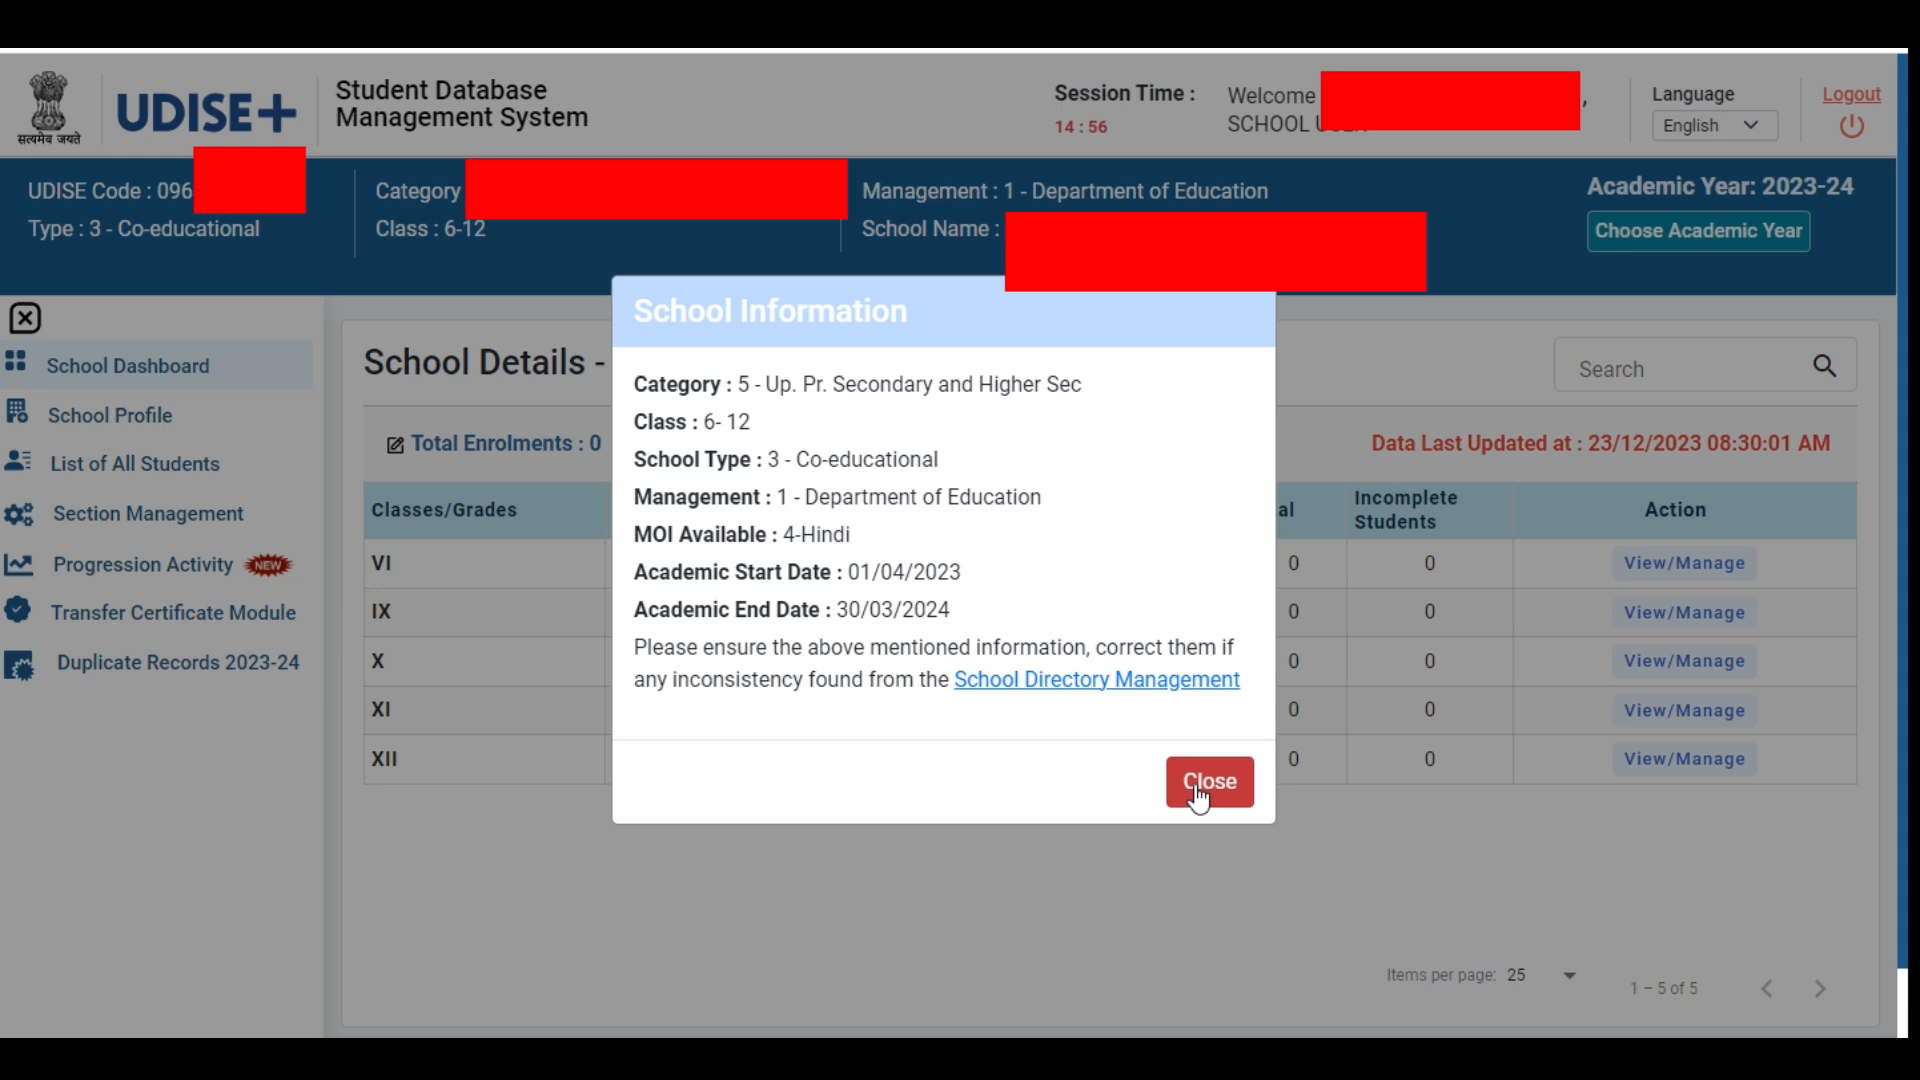 सत्यमेव जयते
UDISE+
Student Database
Management System
Session Time :
14 : 56
Welcome
,
SCHOOL
Language
English
Logout
UDISE Code : 096
Type : 3 - Co-educational
Category
Class : 6-12
Management : 1 - Department of Education
School Name :
Academic Year: 2023-24
Choose Academic Year
School Dashboard
School Profile
List of All Students
Section Management
Progression Activity NEW
Transfer Certificate Module
Duplicate Records 2023-24
School Details -
Search
Total Enrolments : 0
Data Last Updated at : 23/12/2023 08:30:01 AM
Classes/Grades
al
Incomplete
Students
Action
VI 0 0 View/Manage
IX 0 0 View/Manage
X 0 0 View/Manage
XI 0 0 View/Manage
XII 0 0 View/Manage
School Information
Category : 5 - Up. Pr. Secondary and Higher Sec
Class : 6- 12
School Type : 3 - Co-educational
Management : 1 - Department of Education
MOI Available : 4-Hindi
Academic Start Date : 01/04/2023
Academic End Date : 30/03/2024
Please ensure the above mentioned information, correct them if
any inconsistency found from the School Directory Management
Close
Items per page: 25
1 – 5 of 5